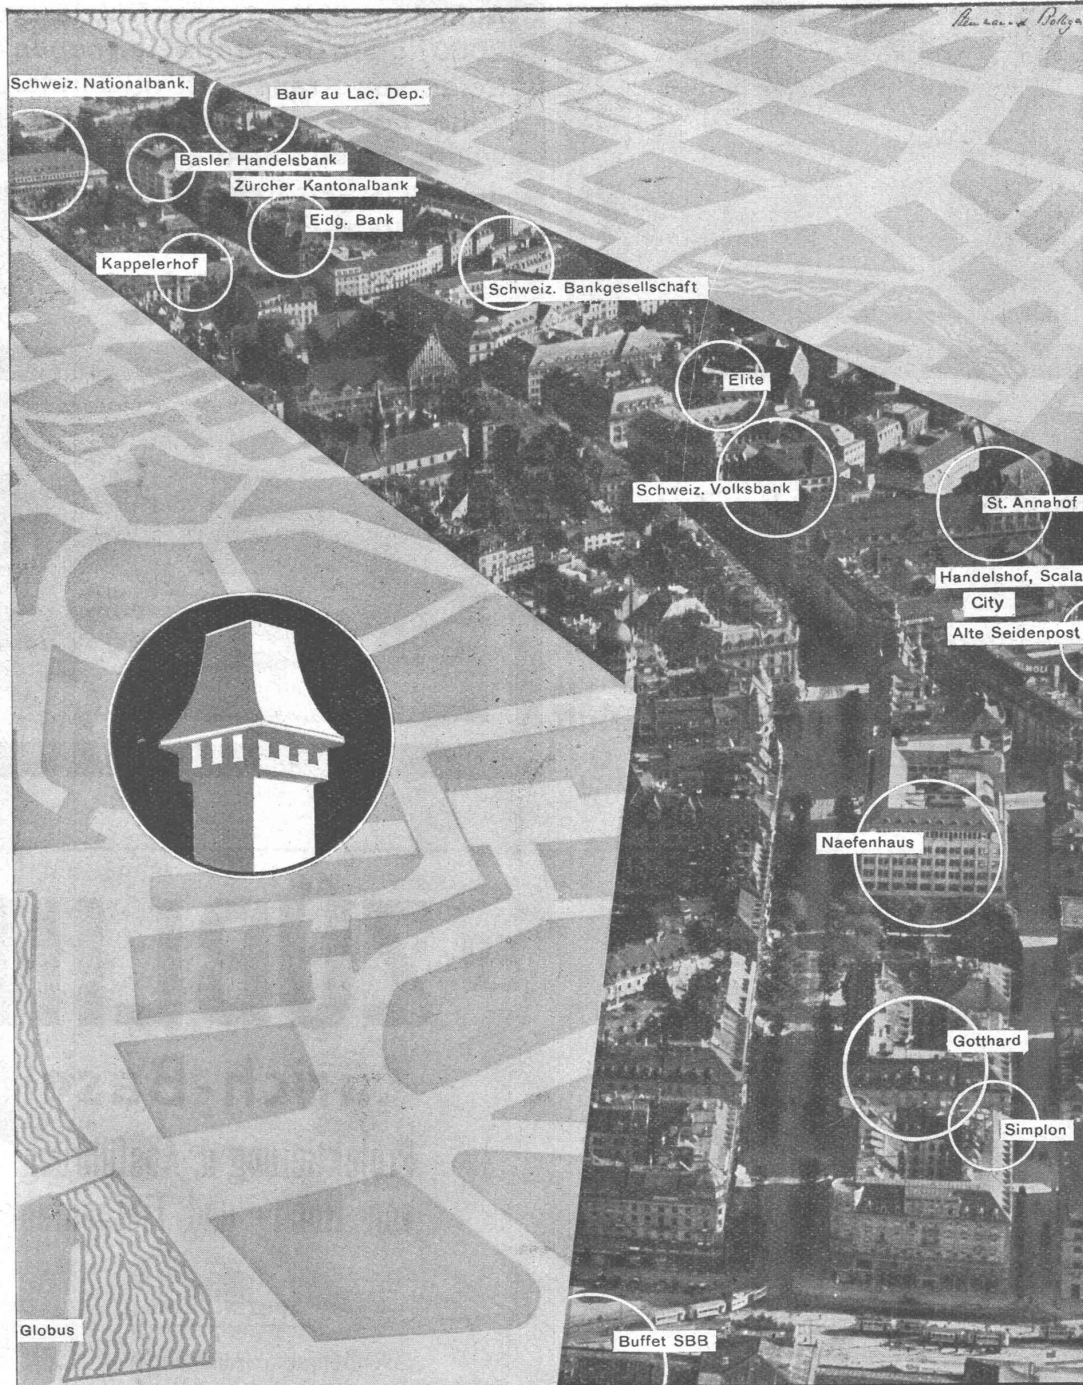 Schweiz. Nationalbank.
Baur au Lac. Dep.
Basler Handelsbank
Zürcher Kantonalbank
Eidg. Bank
Kappelerhof
Schweiz. Bankgesellschaft
Elite
Schweiz. Volksbank
St. Annahof
Handelshof, Scala
City
Alte Seidenpost
Naefenhaus
Gotthard
Simplon
Globus
Buffet SBB